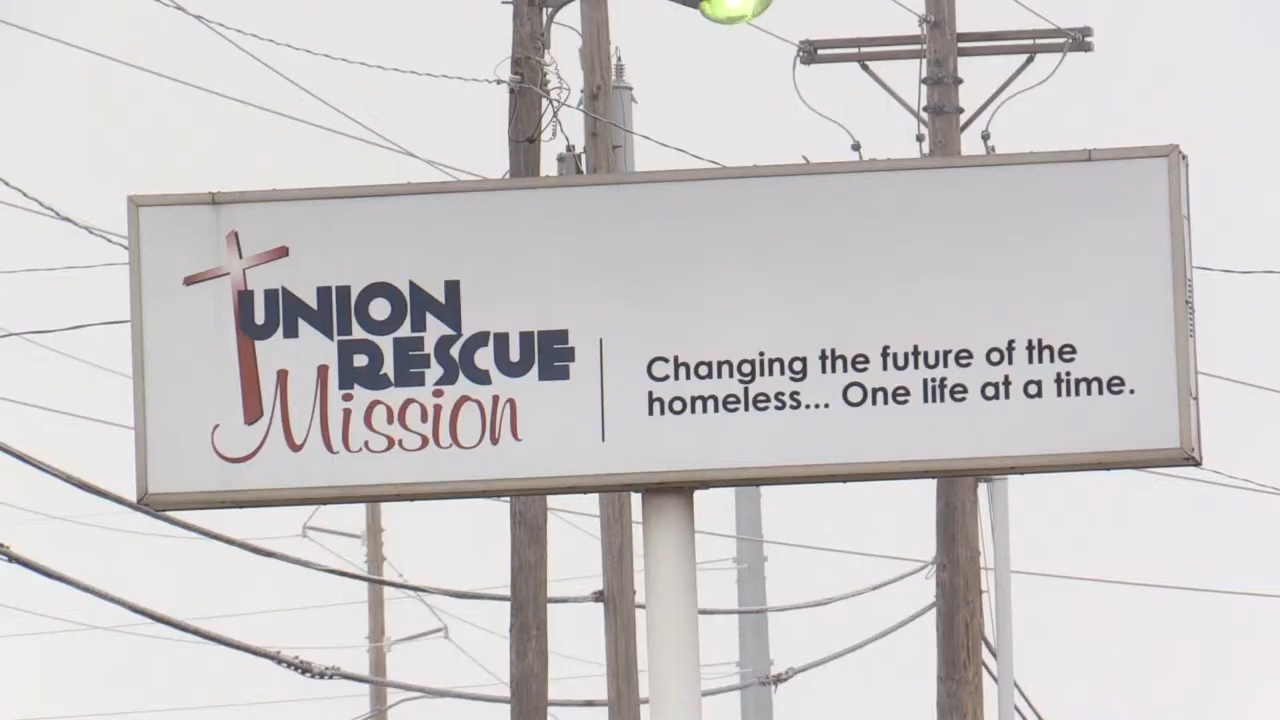 UNION
RESCUE
Mission
Changing the future of the
homeless... One life at a time.